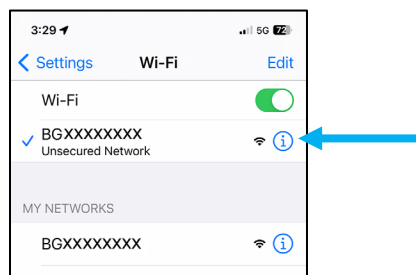 3:29 5G 72
Settings Wi-Fi Edit
Wi-Fi
BGXXXXXXXX
Unsecured Network
MY NETWORKS
BGXXXXXXXX